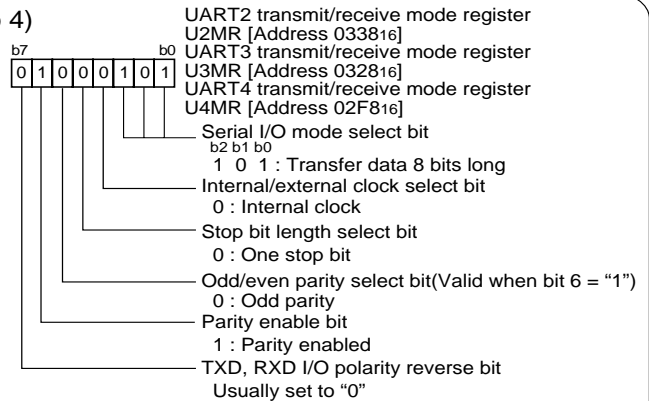 4)
UART2 transmit/receive mode register
U2MR [Address 033816]
UART3 transmit/receive mode register
U3MR [Address 032816]
UART4 transmit/receive mode register
U4MR [Address 02F816]
b7 b0
0 1 0 0 0 1 0 1
Serial I/O mode select bit
b2 b1 b0
1 0 1 : Transfer data 8 bits long
Internal/external clock select bit
0 : Internal clock
Stop bit length select bit
0 : One stop bit
Odd/even parity select bit(Valid when bit 6 = “1”)
0 : Odd parity
Parity enable bit
1 : Parity enabled
TXD, RXD I/O polarity reverse bit
Usually set to “0”